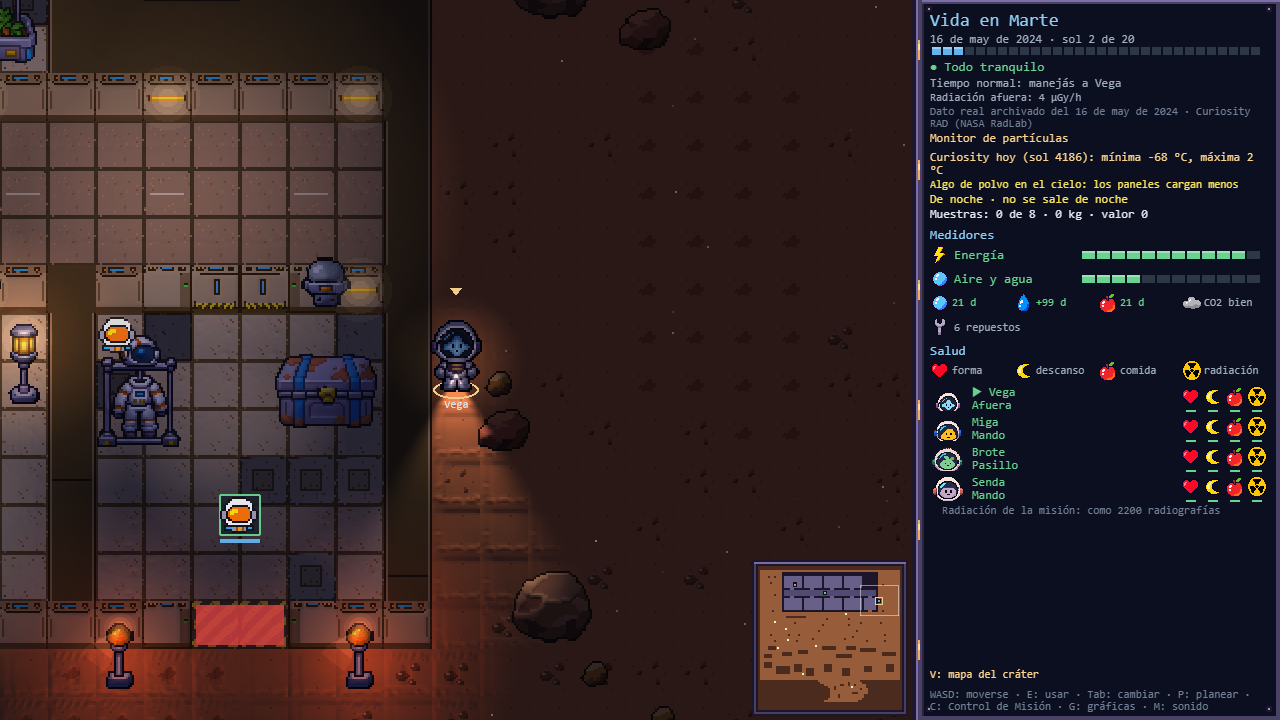 Vida en Marte
16 de may de 2024 · sol 2 de 20
● Todo tranquilo
Tiempo normal: manejás a Vega
Radiación afuera: 4 µGy/h
Dato real archivado del 16 de may de 2024 · Curiosity
RAD (NASA RadLab)
Monitor de partículas
Curiosity hoy (sol 4186): mínima -68 °C, máxima 2
°C
Algo de polvo en el cielo: los paneles cargan menos
De noche · no se sale de noche
Muestras: 0 de 8 · 0 kg · valor 0
Medidores
Energía
Aire y agua
21 d +99 d 21 d CO2 bien
6 repuestos
Salud
forma descanso comida radiación
▶ Vega
Afuera
Miga
Mando
Brote
Pasillo
Senda
Mando
Radiación de la misión: como 2200 radiografías
Vega
V: mapa del cráter
WASD: moverse · E: usar · Tab: cambiar · P: planear ·
C: Control de Misión · G: gráficas · M: sonido